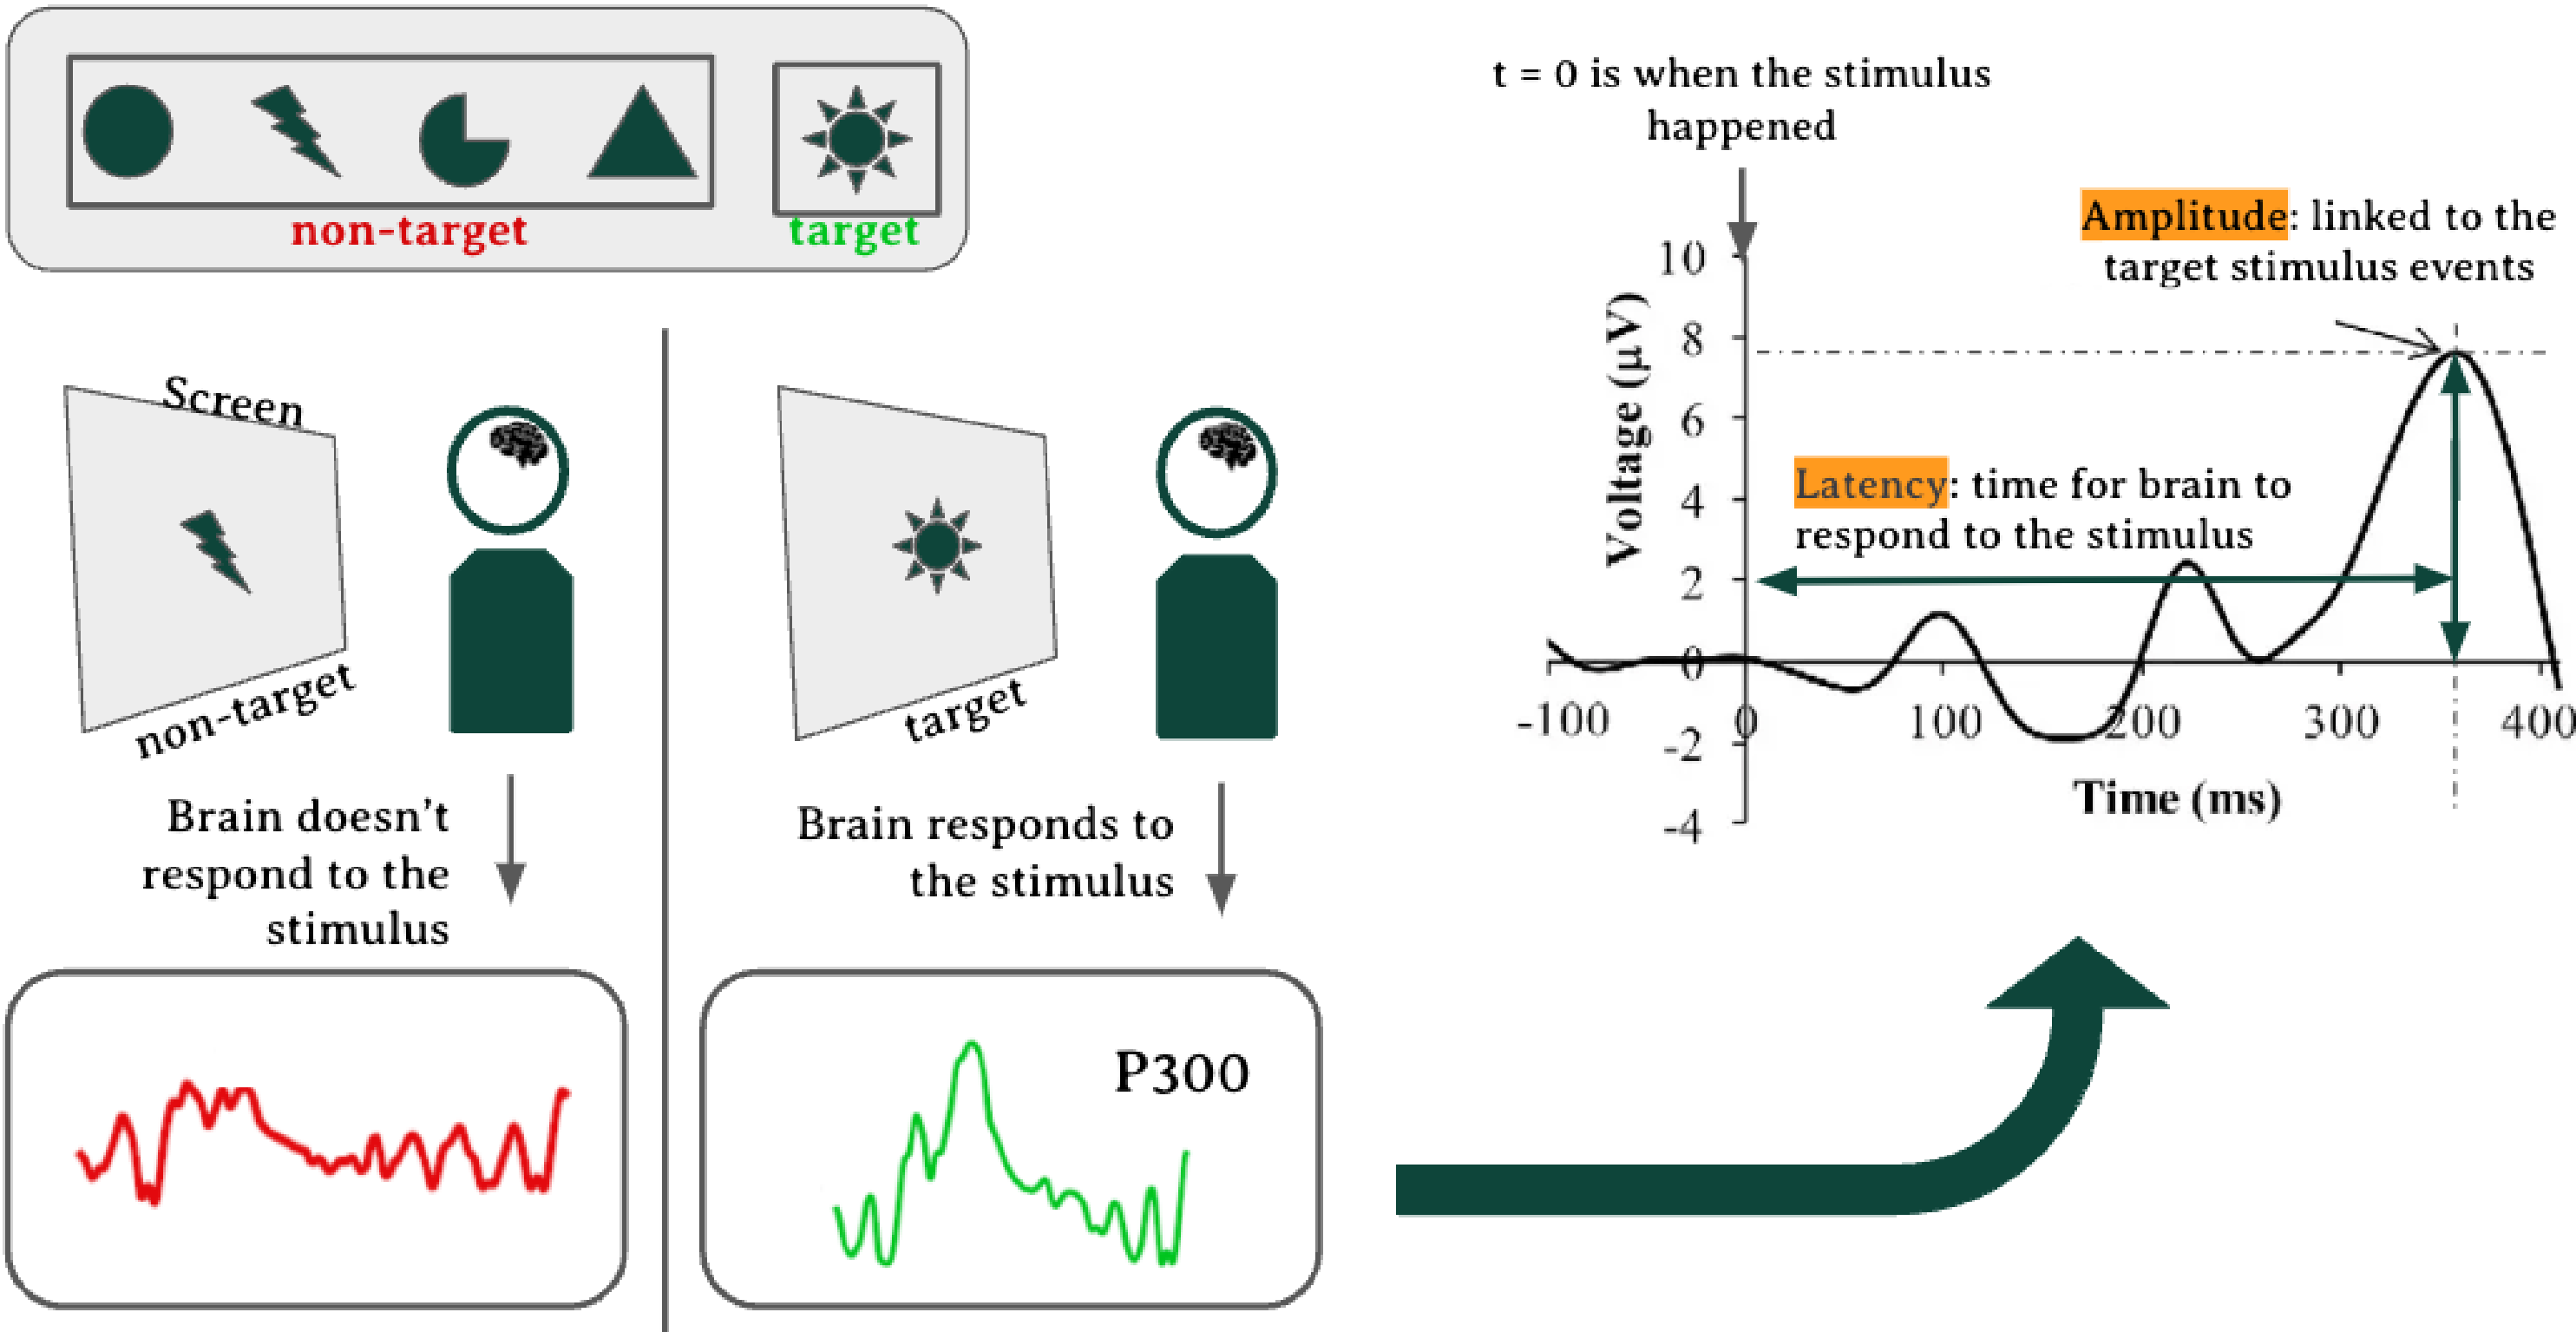 non-target
target
Screen
non-target
Brain doesn't
respond to the
stimulus
target
Brain responds to
the stimulus
P300
t = 0 is when the stimulus
happened
Amplitude: linked to the
target stimulus events
Latency: time for brain to
respond to the stimulus
Voltage (µV)
10
8
6
4
2
0
-2
-4
-100 0 100 200 300 400
Time (ms)